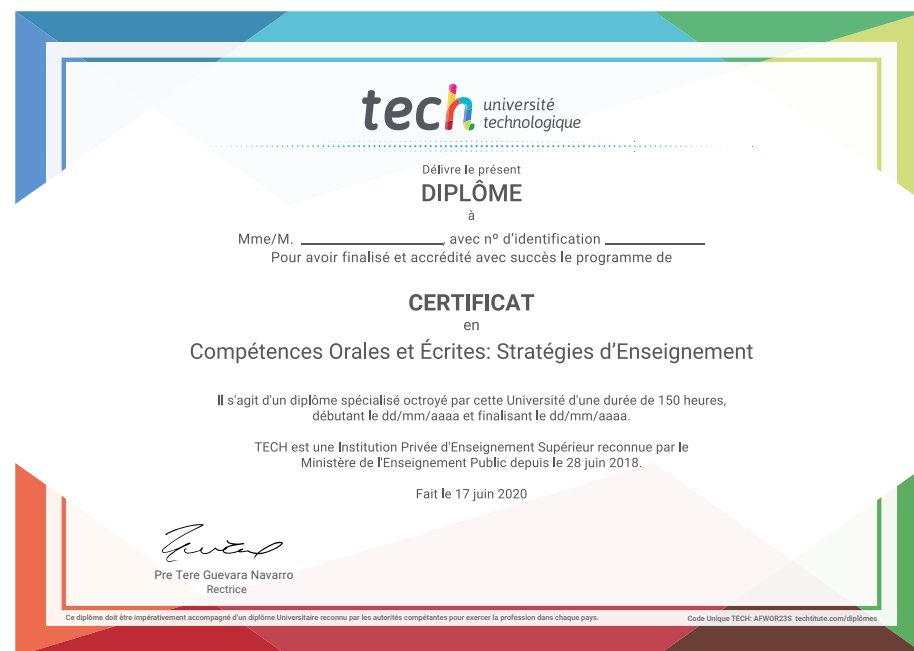 tech université
technologique
Délivre le présent
DIPLÔME
à
Mme/M. ____________________, avec nº d'identification ______________
Pour avoir finalisé et accrédité avec succès le programme de
CERTIFICAT
en
Compétences Orales et Écrites: Stratégies d'Enseignement
Il s'agit d'un diplôme spécialisé octroyé par cette Université d'une durée de 150 heures,
débutant le dd/mm/aaaa et finalisant le dd/mm/aaaa.
TECH est une Institution Privée d'Enseignement Supérieur reconnue par le
Ministère de l'Enseignement Public depuis le 28 juin 2018.
Fait le 17 juin 2020
Pre Tere Guevara Navarro
Rectrice
Ce diplôme doit être impérativement accompagné d'un diplôme Universitaire reconnu par les autorités compétantes pour exercer la profession dans chaque pays.
Code Unique TECH: AFWOR23S techtitute.com/diplômes